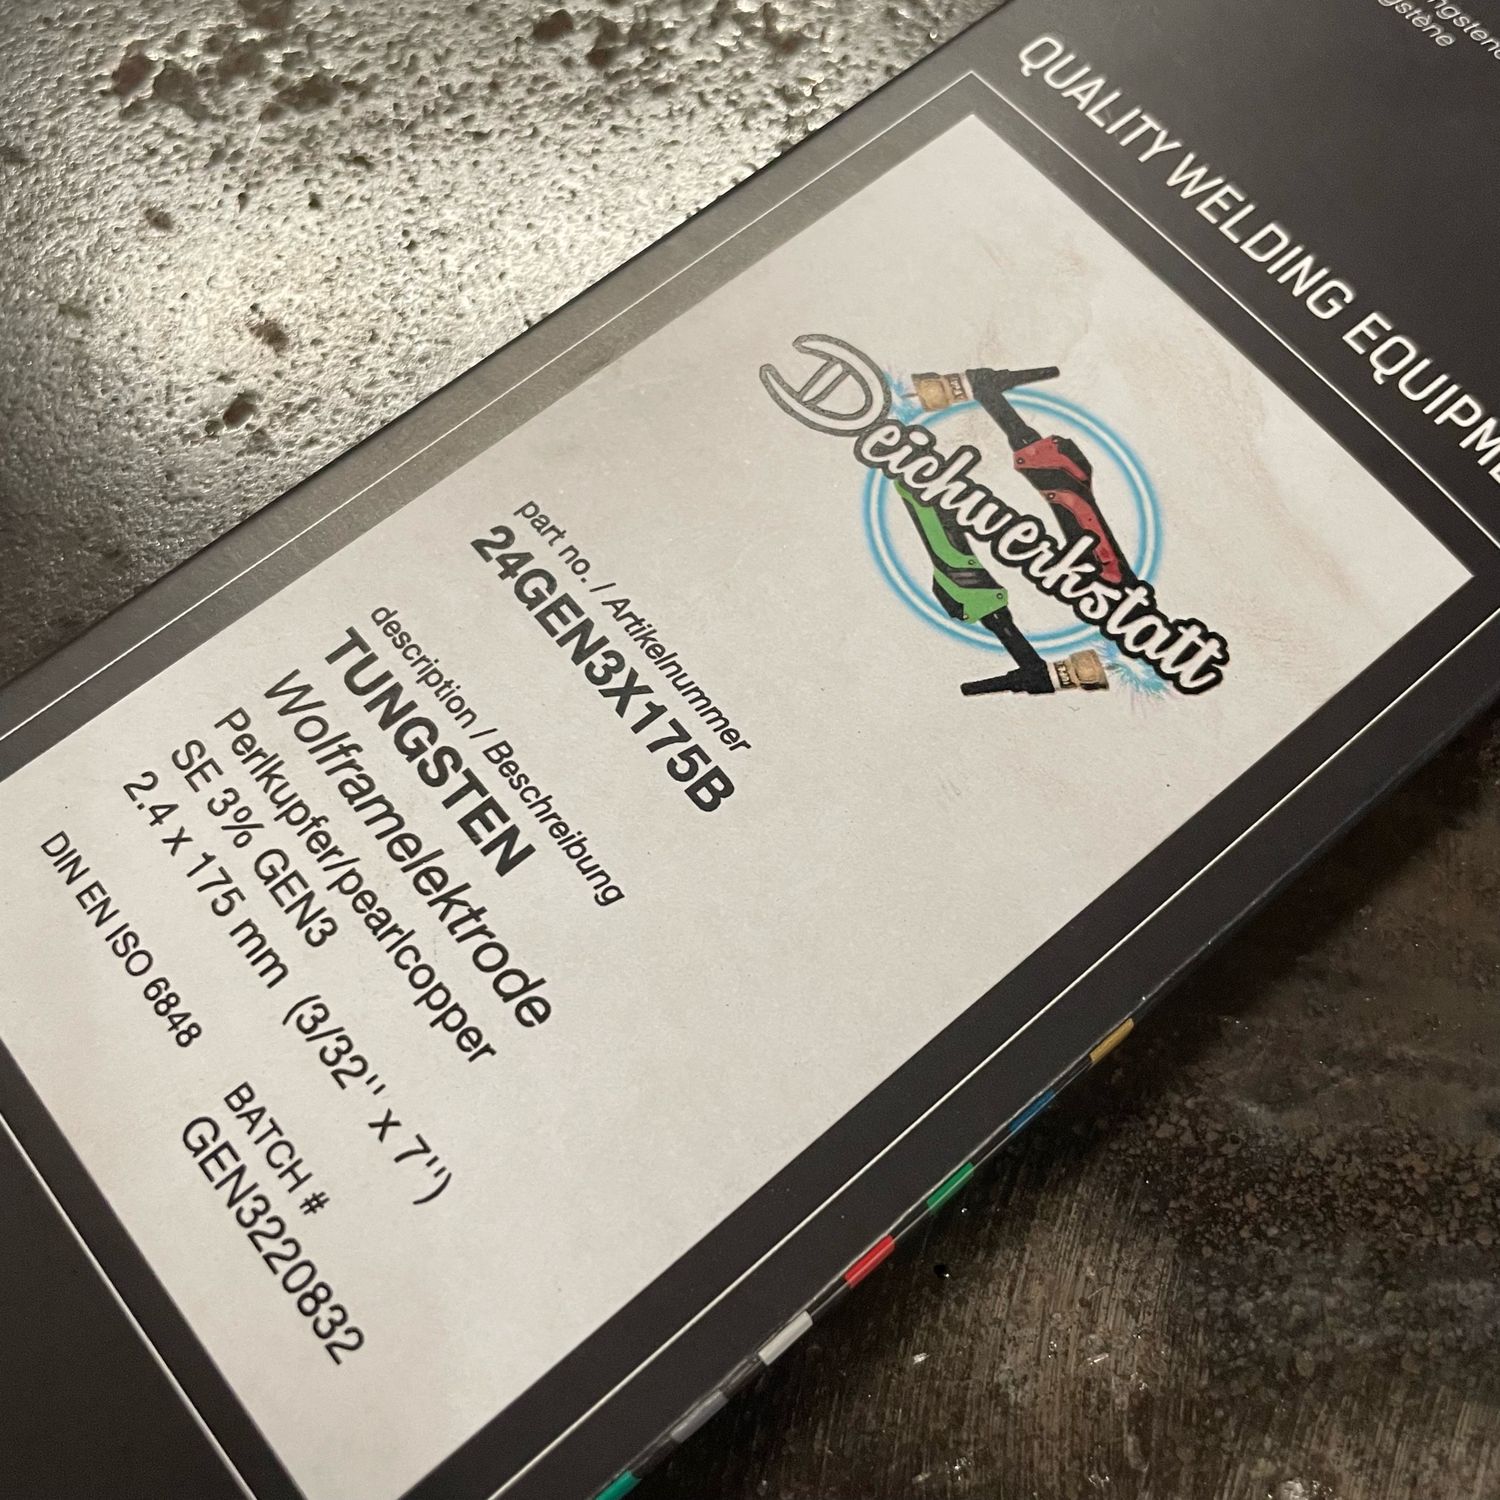 ngstène
QUALITY WELDING EQUIPME
Deichwerkstatt
part no. / Artikelnummer
24GEN3X175B
description / Beschreibung
TUNGSTEN
Wolframelektrode
Perlkupfer/pearlcopper
SE 3% GEN3
2.4 x 175 mm (3/32'' x 7'')
DIN EN ISO 6848
BATCH #
GEN3220832